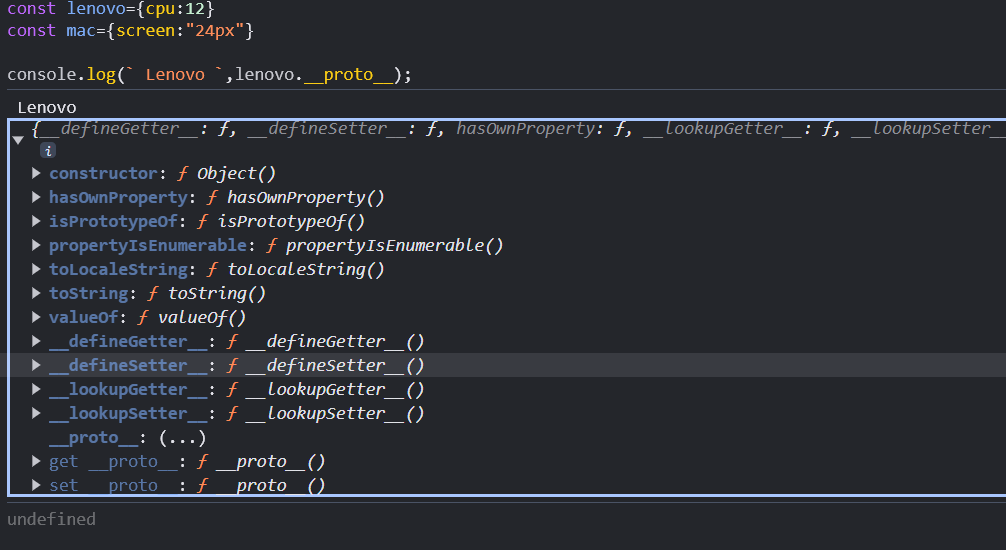 const lenovo={cpu:12}
const mac={screen:"24px"}
console.log(` Lenovo `,lenovo.__proto__);
Lenovo
{__defineGetter__: ƒ, __defineSetter__: ƒ, hasOwnProperty: ƒ, __lookupGetter__: ƒ, __lookupSetter__
i
constructor: ƒ Object()
hasOwnProperty: ƒ hasOwnProperty()
isPrototypeOf: ƒ isPrototypeOf()
propertyIsEnumerable: ƒ propertyIsEnumerable()
toLocaleString: ƒ toLocaleString()
toString: ƒ toString()
valueOf: ƒ valueOf()
__defineGetter__: ƒ __defineGetter__()
__defineSetter__: ƒ __defineSetter__()
__lookupGetter__: ƒ __lookupGetter__()
__lookupSetter__: ƒ __lookupSetter__()
__proto__: (...)
get __proto__: ƒ __proto__()
set __proto__: ƒ __proto__()
undefined